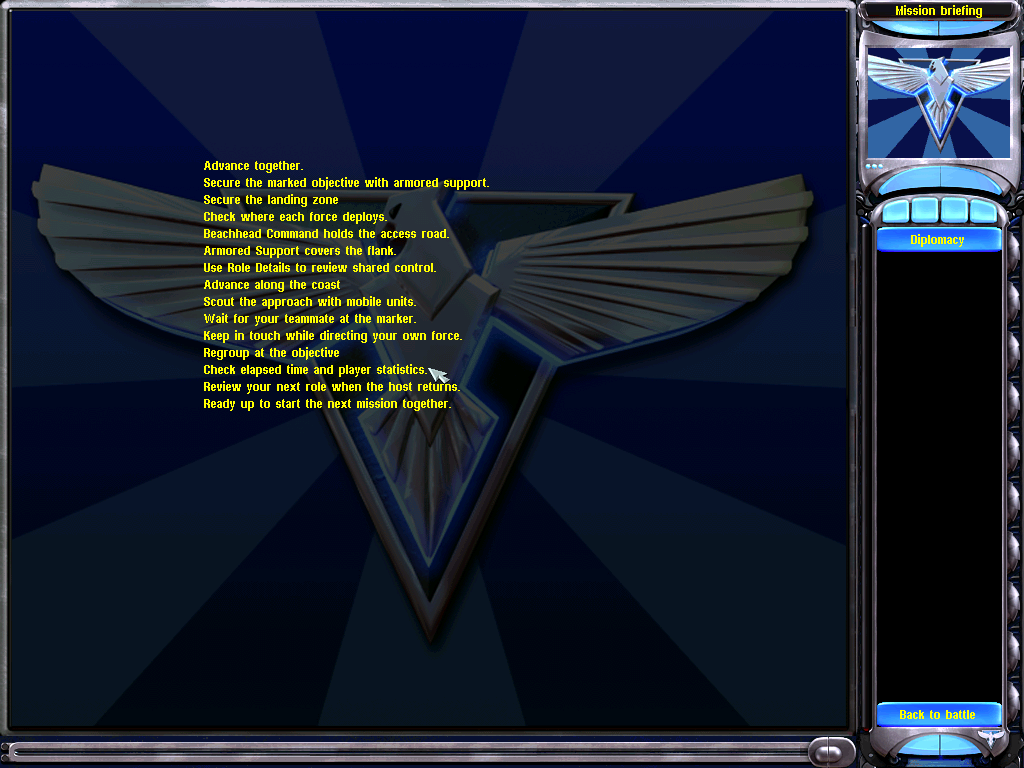 Mission briefing
Advance together.
Secure the marked objective with armored support.
Secure the landing zone
Check where each force deploys.
Beachhead Command holds the access road.
Armored Support covers the flank.
Use Role Details to review shared control.
Advance along the coast
Scout the approach with mobile units.
Wait for your teammate at the marker.
Keep in touch while directing your own force.
Regroup at the objective
Check elapsed time and player statistics.
Review your next role when the host returns.
Ready up to start the next mission together.
Diplomacy
Back to battle